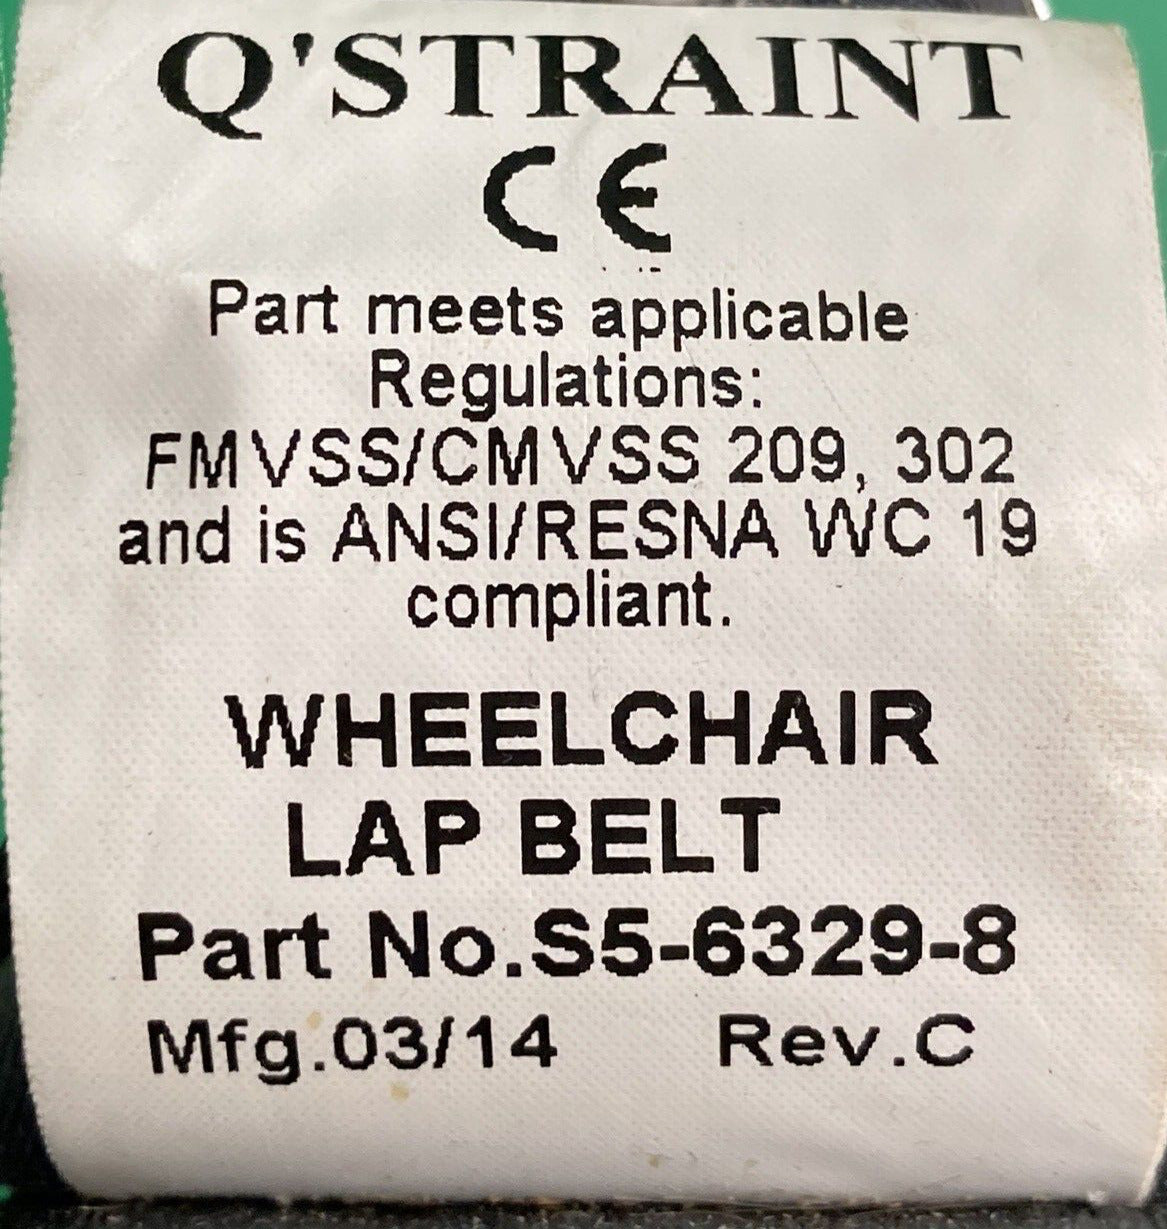 Q'STRAINT
CE
Part meets applicable
Regulations:
FMVSS/CMVSS 209, 302
and is ANSI/RESNA WC 19
compliant.
WHEELCHAIR
LAP BELT
Part No.S5-6329-8
Mfg.03/14 Rev.C